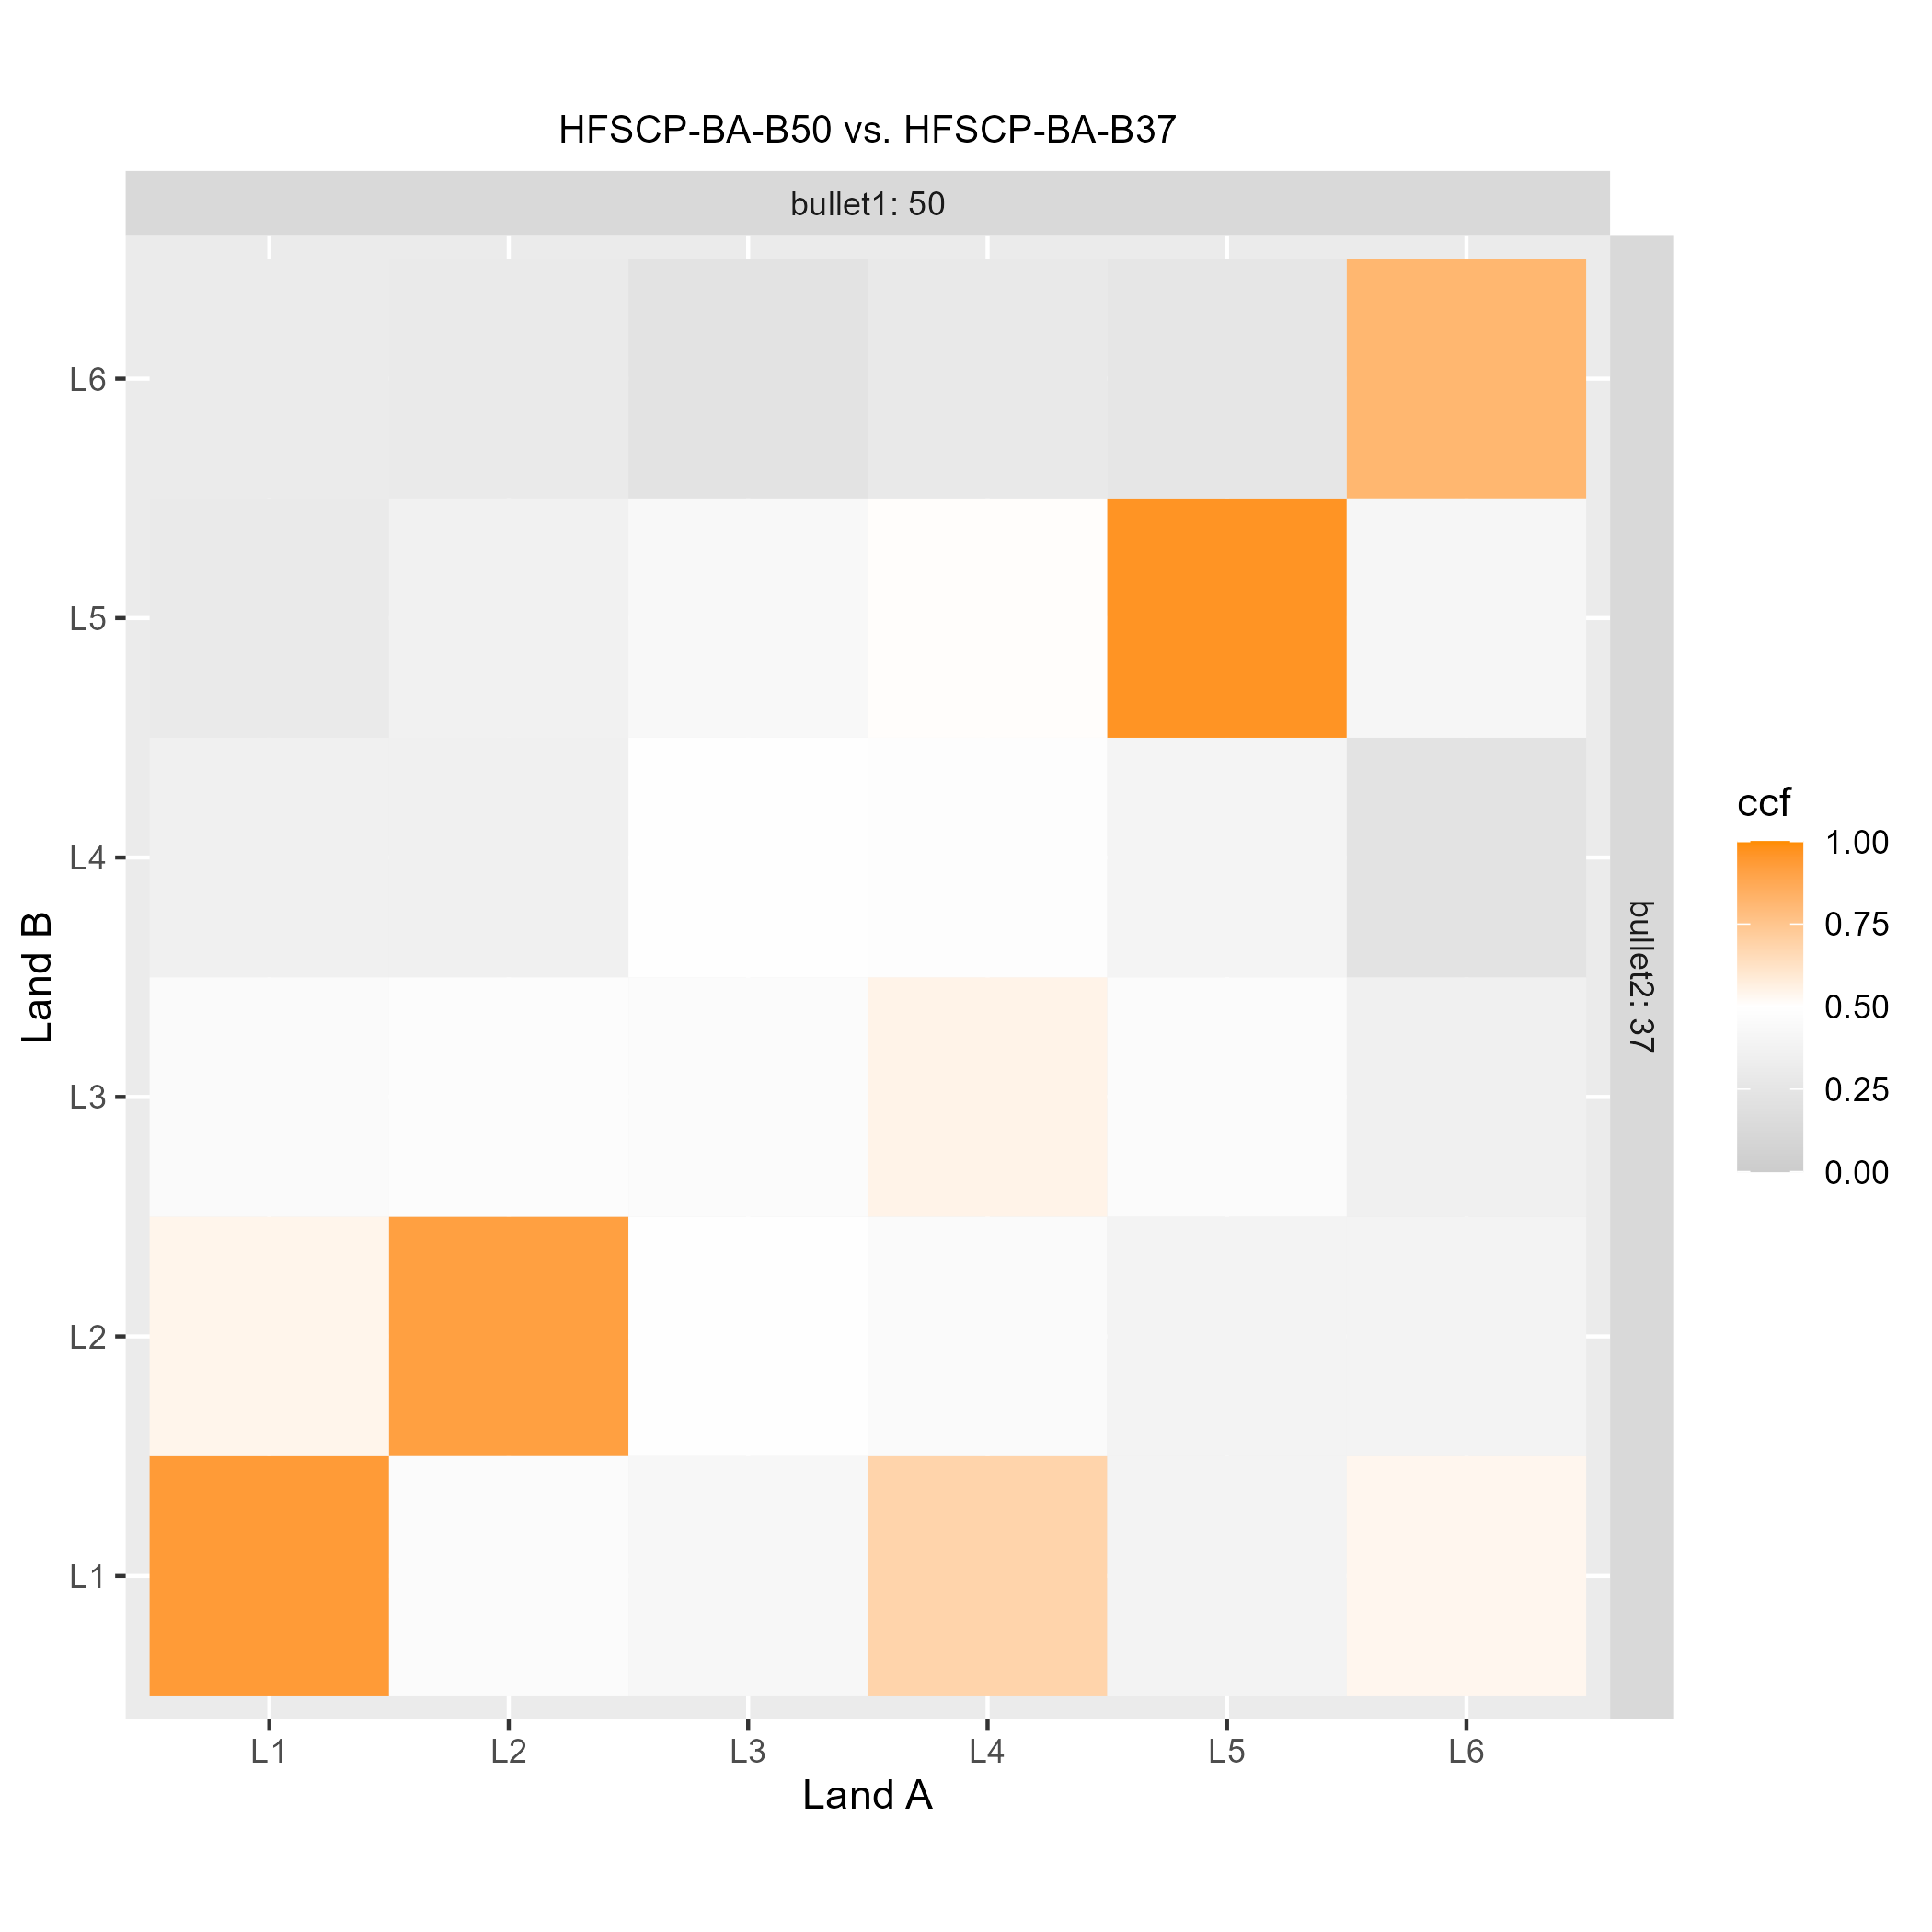 HFSCP-BA-B50 vs. HFSCP-BA-B37
bullet1: 50
L6
L5
L4
L3
L2
L1
Land B
L1 L2 L3 L4 L5 L6
Land A
bullet2: 37
ccf
1.00
0.75
0.50
0.25
0.00